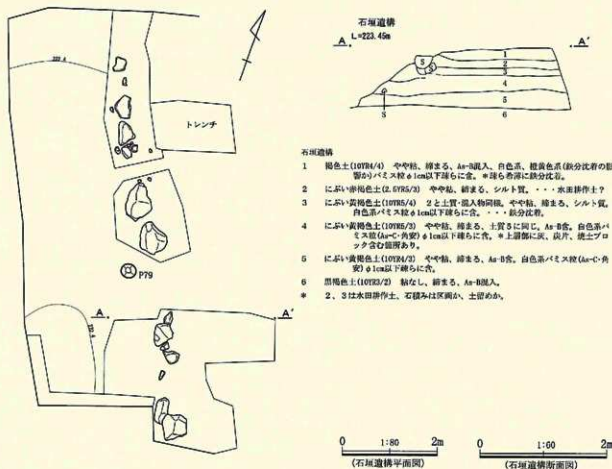 石垣遺構
L=223.45m
A A'
1
2
3
4
5
6
S S
S
トレンチ
P79
A A'
石垣遺構
1 褐色土(10YR4/4) やや粘、締まる、As-B混入、白色系、橙黄色系(鉄分沈着の影
響か)パミス粒φ1cm以下疎らに含。*疎ら希薄に鉄分沈着。
2 にぶい赤褐色土(2.5YR5/3) やや粘、締まる、シルト質。・・・水田耕作土?
3 にぶい黄褐色土(10YR5/4) 2と土質・混入物同様。やや粘、締まる、シルト質。
白色系パミス粒φ1cm以下疎らに含。・・・鉄分沈着。
4 にぶい黄褐色土(10YR5/3) やや粘、締まる、土質5に同じ、As-B含。白色系パ
ミス粒(As-C・角安)φ1cm以下疎らに含。*上層部に灰、炭片、焼土ブロ
ック含む箇所あり。
5 にぶい黄褐色土(10YR4/3) やや粘、締まる、As-B含。白色系パミス粒(As-C・角
安)φ1cm以下疎らに含。
6 黒褐色土(10YR3/2) 粘なし、締まる、As-B混入。
* 2、3は水田耕作土、石積みは区画か、土留めか。
0 1:80 2m
(石垣遺構平面図)
0 1:60 2m
(石垣遺構断面図)